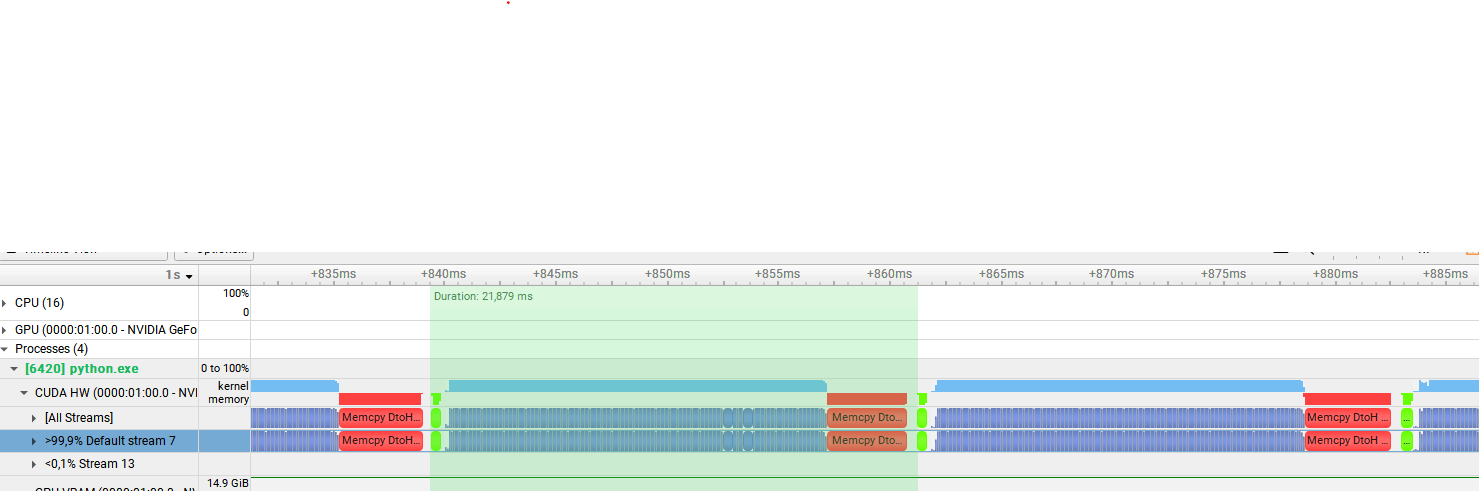 1s +835ms +840ms +845ms +850ms +855ms +860ms +865ms +870ms +875ms +880ms +885ms
CPU (16) 100% Duration: 21,879 ms
0
GPU (0000:01:00.0 - NVIDIA GeFo
Processes (4)
[6420] python.exe 0 to 100%
CUDA HW (0000:01:00.0 - NVI kernel
memory
[All Streams] Memcpy DtoH... Memcpy Dto... Memcpy DtoH ... ...
>99,9% Default stream 7 Memcpy DtoH... Memcpy Dto... Memcpy DtoH ... ...
<0,1% Stream 13
14.9 GiB